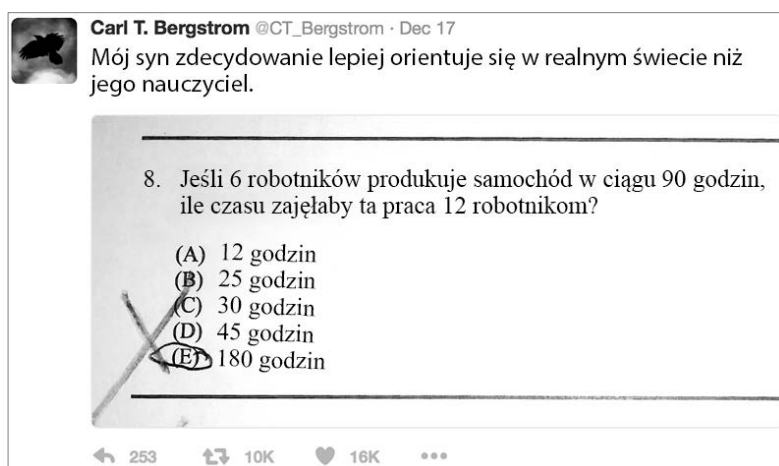 Carl T. Bergstrom @CT_Bergstrom · Dec 17
Mój syn zdecydowanie lepiej orientuje się w realnym świecie niż
jego nauczyciel.
8. Jeśli 6 robotników produkuje samochód w ciągu 90 godzin,
ile czasu zajęłaby ta praca 12 robotnikom?
(A) 12 godzin
(B) 25 godzin
(C) 30 godzin
(D) 45 godzin
(E) 180 godzin
253 10K 16K